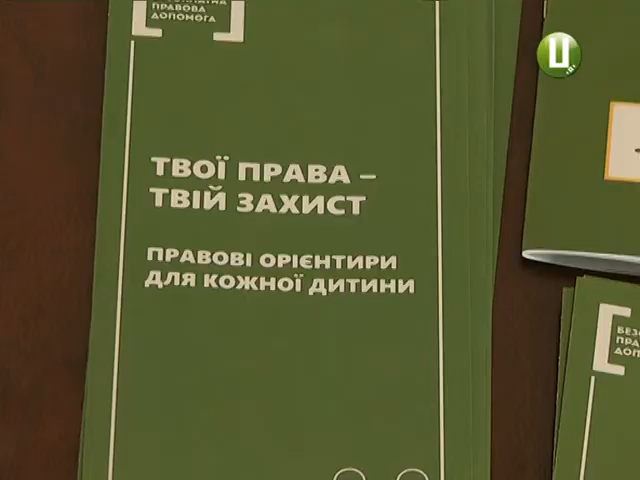 ПРАВОВА
ДОПОМОГА
ТВОЇ ПРАВА –
ТВІЙ ЗАХИСТ
ПРАВОВІ ОРІЄНТИРИ
ДЛЯ КОЖНОЇ ДИТИНИ
Ц